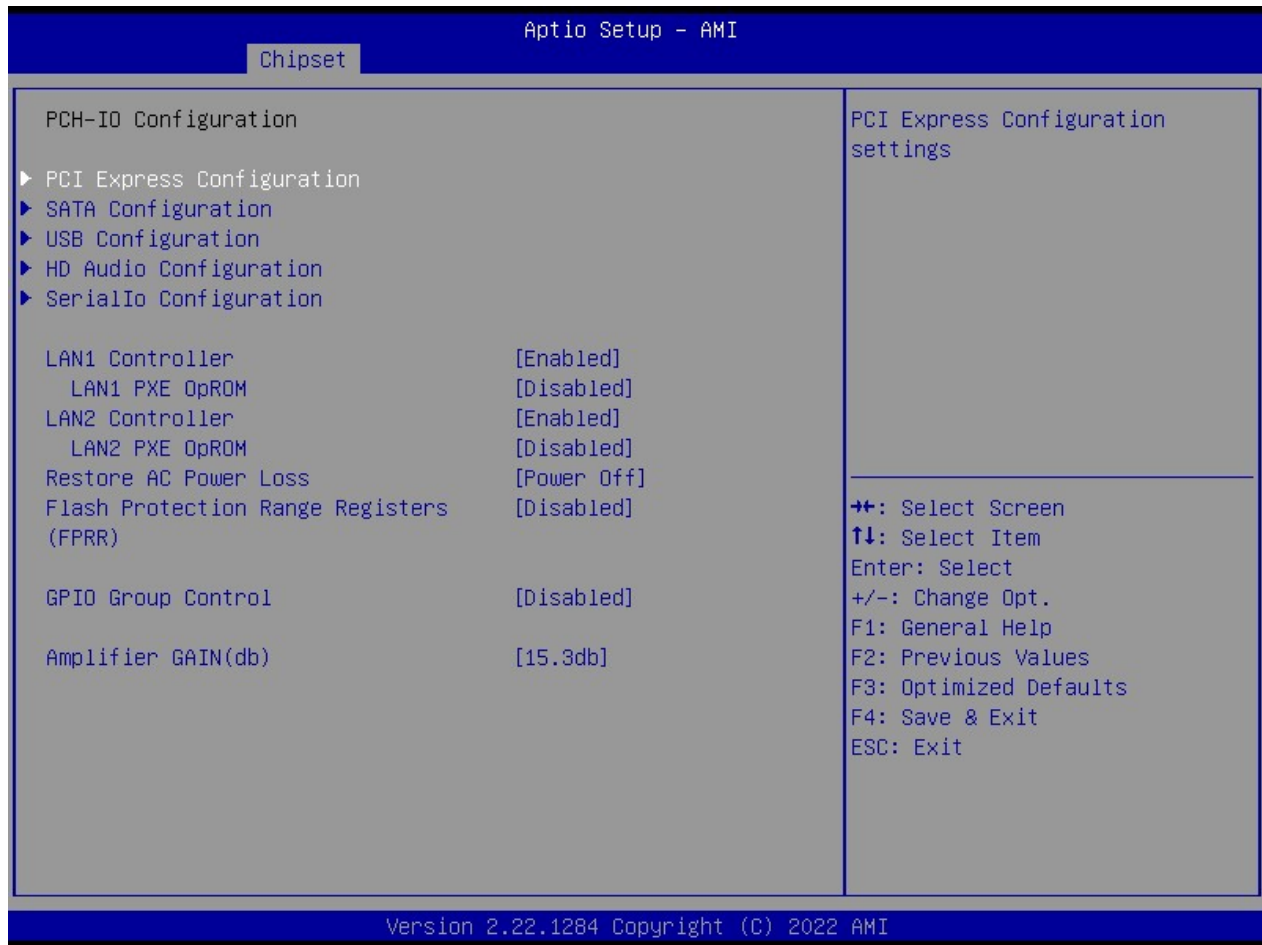 Aptio Setup – AMI
Chipset
PCH-IO Configuration
PCI Express Configuration
SATA Configuration
USB Configuration
HD Audio Configuration
SerialIo Configuration
LAN1 Controller [Enabled]
LAN1 PXE OpROM [Disabled]
LAN2 Controller [Enabled]
LAN2 PXE OpROM [Disabled]
Restore AC Power Loss [Power Off]
Flash Protection Range Registers [Disabled]
(FPRR)
GPIO Group Control [Disabled]
Amplifier GAIN(db) [15.3db]
PCI Express Configuration
settings
→←: Select Screen
↑↓: Select Item
Enter: Select
+/-: Change Opt.
F1: General Help
F2: Previous Values
F3: Optimized Defaults
F4: Save & Exit
ESC: Exit
Version 2.22.1284 Copyright (C) 2022 AMI